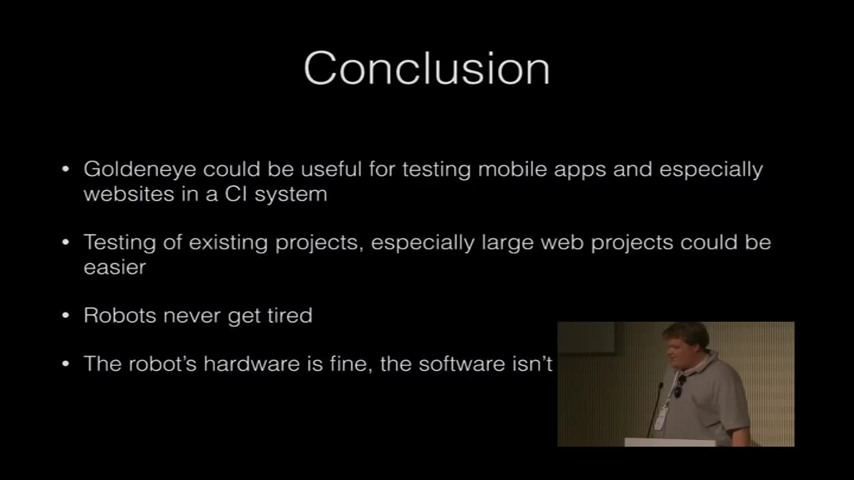 Conclusion
• Goldeneye could be useful for testing mobile apps and especially
websites in a CI system
• Testing of existing projects, especially large web projects could be
easier
• Robots never get tired
• The robot's hardware is fine, the software isn't